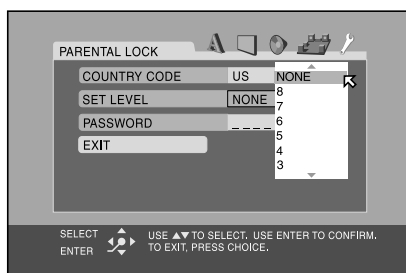 PARENTAL LOCK
COUNTRY CODE US
SET LEVEL NONE
PASSWORD _ _ _ _
EXIT
NONE
8
7
6
5
4
3
SELECT
ENTER
USE ▲▼ TO SELECT. USE ENTER TO CONFIRM.
TO EXIT, PRESS CHOICE.